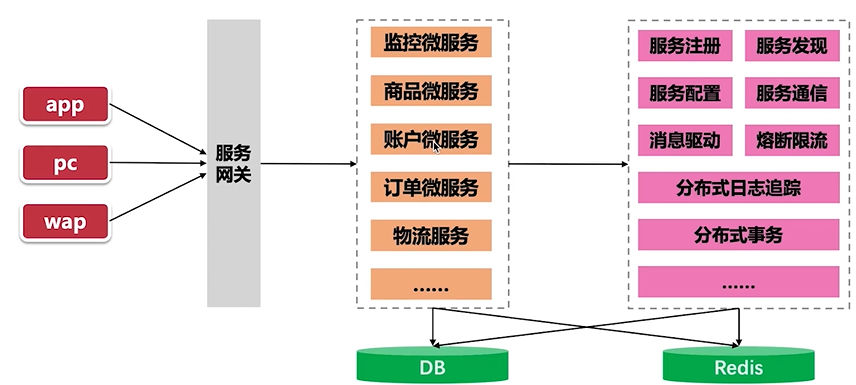 app
pc
wap
服务
网关
监控微服务
商品微服务
账户微服务
订单微服务
物流服务
……
服务注册
服务发现
服务配置
服务通信
消息驱动
熔断限流
分布式日志追踪
分布式事务
……
DB
Redis